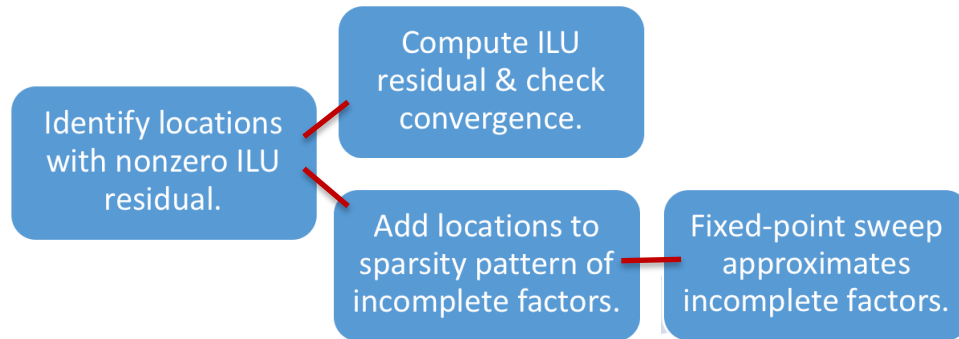 Compute ILU
residual & check
convergence.
Identify locations
with nonzero ILU
residual.
Add locations to
sparsity pattern of
incomplete factors.
Fixed-point sweep
approximates
incomplete factors.